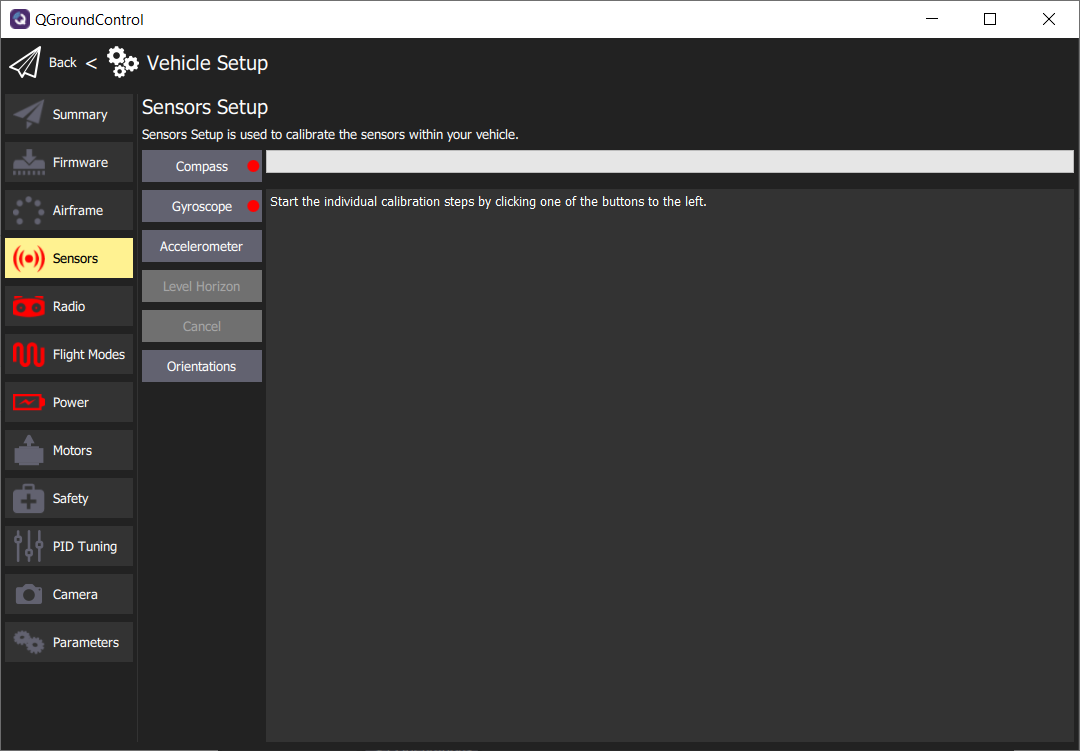 QGroundControl
Back < Vehicle Setup
Summary
Firmware
Airframe
Sensors
Radio
Flight Modes
Power
Motors
Safety
PID Tuning
Camera
Parameters
Sensors Setup
Sensors Setup is used to calibrate the sensors within your vehicle.
Compass
Gyroscope
Accelerometer
Level Horizon
Cancel
Orientations
Start the individual calibration steps by clicking one of the buttons to the left.